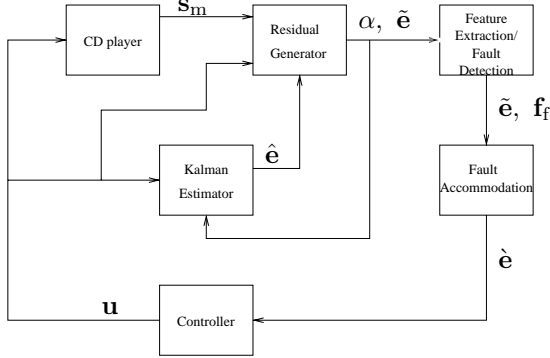 s_m
CD player
Residual
Generator
α, ẽ
Feature
Extraction/
Fault
Detection
ẽ, f_f
ê
Kalman
Estimator
Fault
Accommodation
è
u
Controller